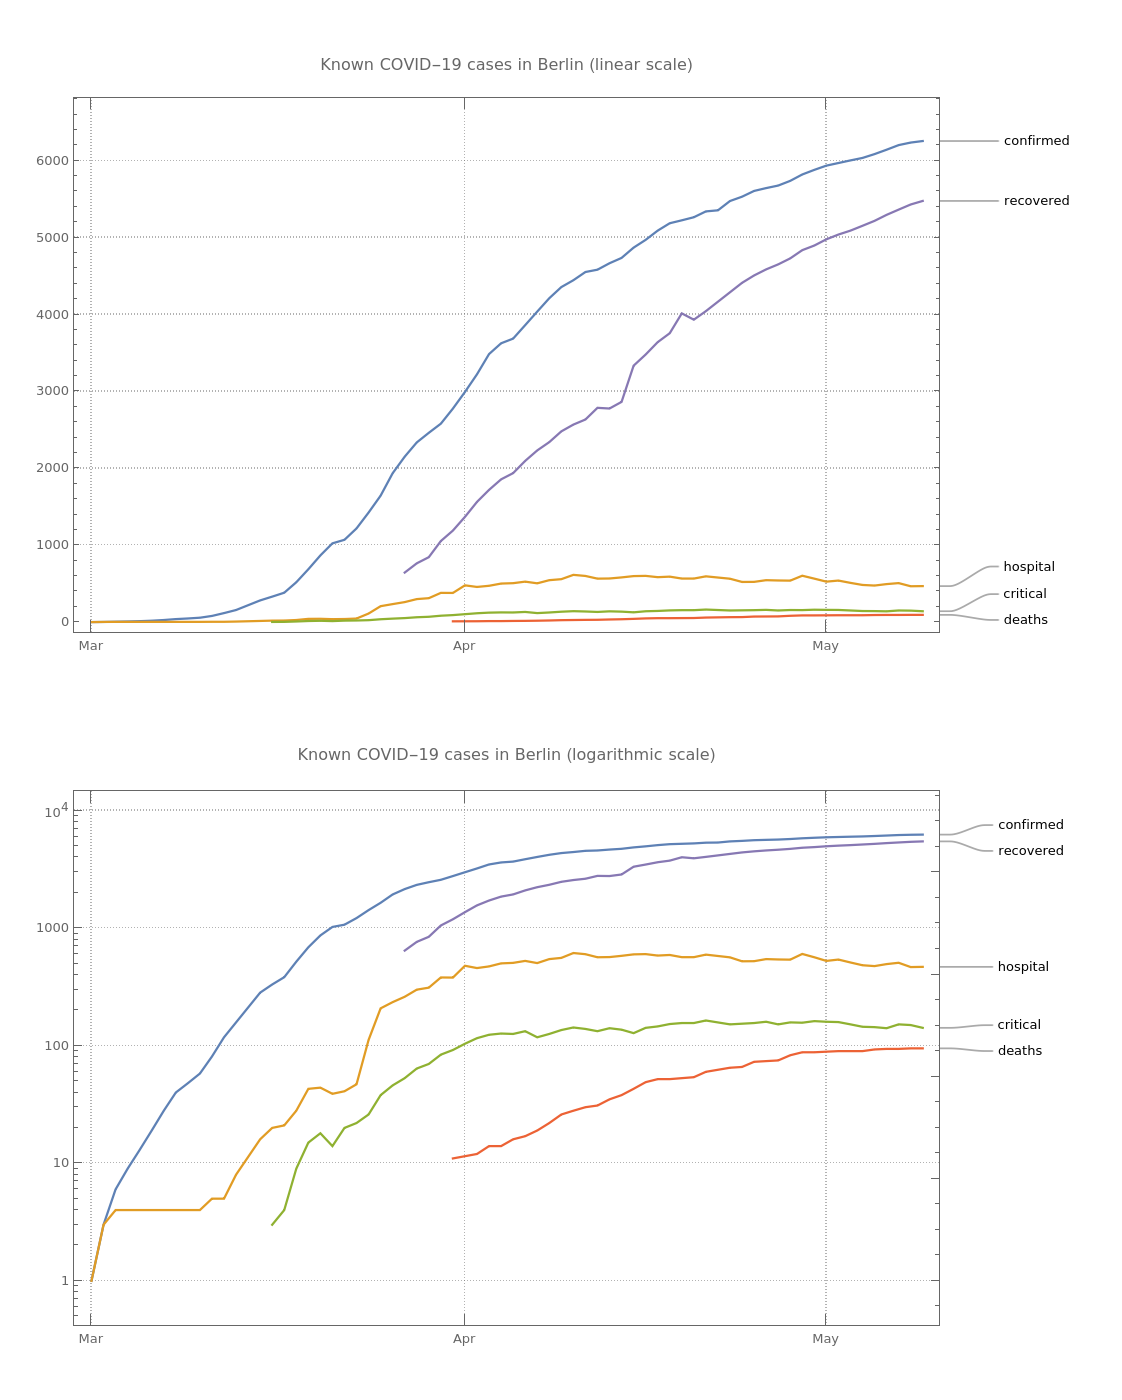 Known COVID–19 cases in Berlin (linear scale)
6000
5000
4000
3000
2000
1000
0
Mar
Apr
May
confirmed
recovered
hospital
critical
deaths
Known COVID–19 cases in Berlin (logarithmic scale)
10⁴
1000
100
10
1
Mar
Apr
May
confirmed
recovered
hospital
critical
deaths